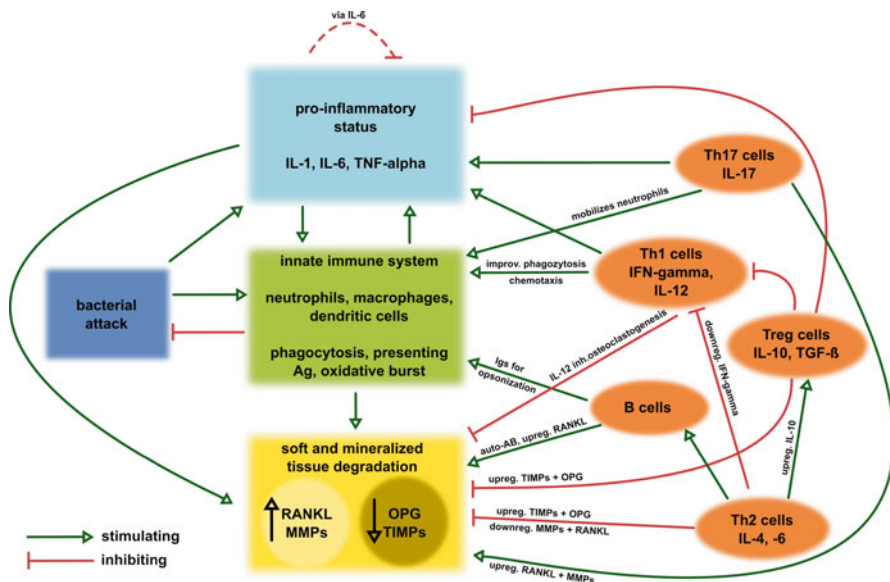 via IL-6
pro-inflammatory
status
IL-1, IL-6, TNF-alpha
Th17 cells
IL-17
mobilizes neutrophils
innate immune system
neutrophils, macrophages,
dendritic cells
phagocytosis, presenting
Ag, oxidative burst
bacterial
attack
improv. phagozytosis
chemotaxis
Th1 cells
IFN-gamma,
IL-12
Treg cells
IL-10, TGF-ß
IL-12 inh.osteoclastogenesis
downreg. IFN-gamma
Igs for
opsonization
B cells
auto-AB, upreg. RANKL
upreg. IL-10
soft and mineralized
tissue degradation
RANKL
MMPs
OPG
TIMPs
upreg. TIMPs + OPG
upreg. TIMPs + OPG
downreg. MMPs + RANKL
Th2 cells
IL-4, -6
upreg. RANKL + MMPs
stimulating
inhibiting